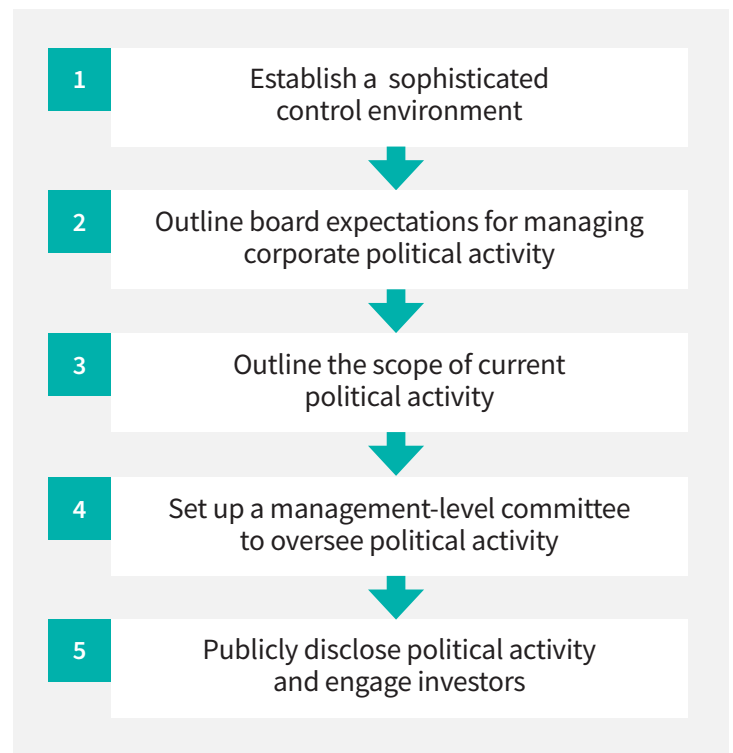 1
Establish a sophisticated
control environment
2
Outline board expectations for managing
corporate political activity
3
Outline the scope of current
political activity
4
Set up a management-level committee
to oversee political activity
5
Publicly disclose political activity
and engage investors